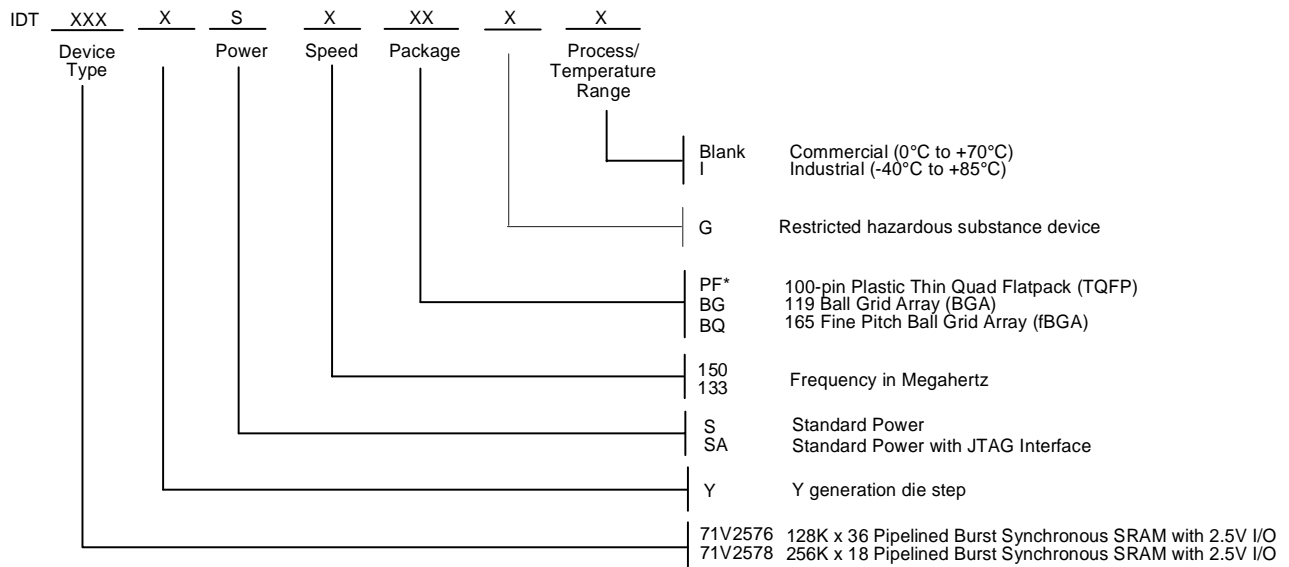 IDT XXX X S X XX X X
Device Type Power Speed Package Process/ Temperature Range
Blank Commercial (0°C to +70°C)
I Industrial (-40°C to +85°C)
G Restricted hazardous substance device
PF* 100-pin Plastic Thin Quad Flatpack (TQFP)
BG 119 Ball Grid Array (BGA)
BQ 165 Fine Pitch Ball Grid Array (fBGA)
150
133
Frequency in Megahertz
S Standard Power
SA Standard Power with JTAG Interface
Y Y generation die step
71V2576 128K x 36 Pipelined Burst Synchronous SRAM with 2.5V I/O
71V2578 256K x 18 Pipelined Burst Synchronous SRAM with 2.5V I/O